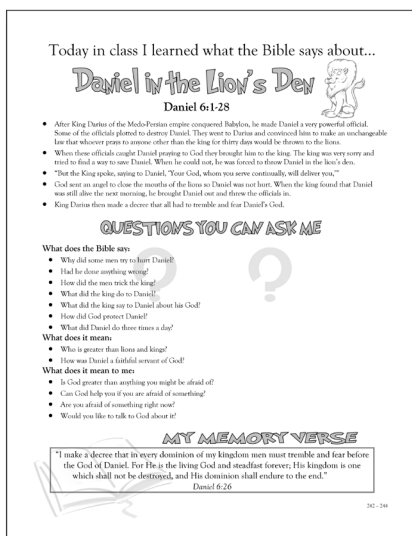 Today in class I learned what the Bible says about...
Daniel in the Lion's Den
Daniel 6:1-28
• After King Darius of the Medo-Persian empire conquered Babylon, he made Daniel a very powerful official.
Some of the officials plotted to destroy Daniel. They went to Darius and convinced him to make an unchangeable
law that whoever prays to anyone other than the king for thirty days would be thrown to the lions.
• When these officials caught Daniel praying to God they brought him to the king. The king was very sorry and
tried to find a way to save Daniel. When he could not, he was forced to throw Daniel in the lion's den.
• "But the King spoke, saying to Daniel, 'Your God, whom you serve continually, will deliver you,'"
• God sent an angel to close the mouths of the lions so Daniel was not hurt. When the king found that Daniel
was still alive the next morning, he brought Daniel out and threw the officials in.
• King Darius then made a decree that all had to tremble and fear Daniel's God.
QUESTIONS YOU CAN ASK ME
What does the Bible say:
• Why did some men try to hurt Daniel?
• Had he done anything wrong?
• How did the men trick the king?
• What did the king do to Daniel?
• What did the king say to Daniel about his God?
• How did God protect Daniel?
• What did Daniel do three times a day?
What does it mean:
• Who is greater than lions and kings?
• How was Daniel a faithful servant of God?
What does it mean to me:
• Is God greater than anything you might be afraid of?
• Can God help you if you are afraid of something?
• Are you afraid of something right now?
• Would you like to talk to God about it?
MY MEMORY VERSE
"I make a decree that in every dominion of my kingdom men must tremble and fear before
the God of Daniel. For He is the living God and steadfast forever; His kingdom is one
which shall not be destroyed, and His dominion shall endure to the end."
Daniel 6:26
242 - 244